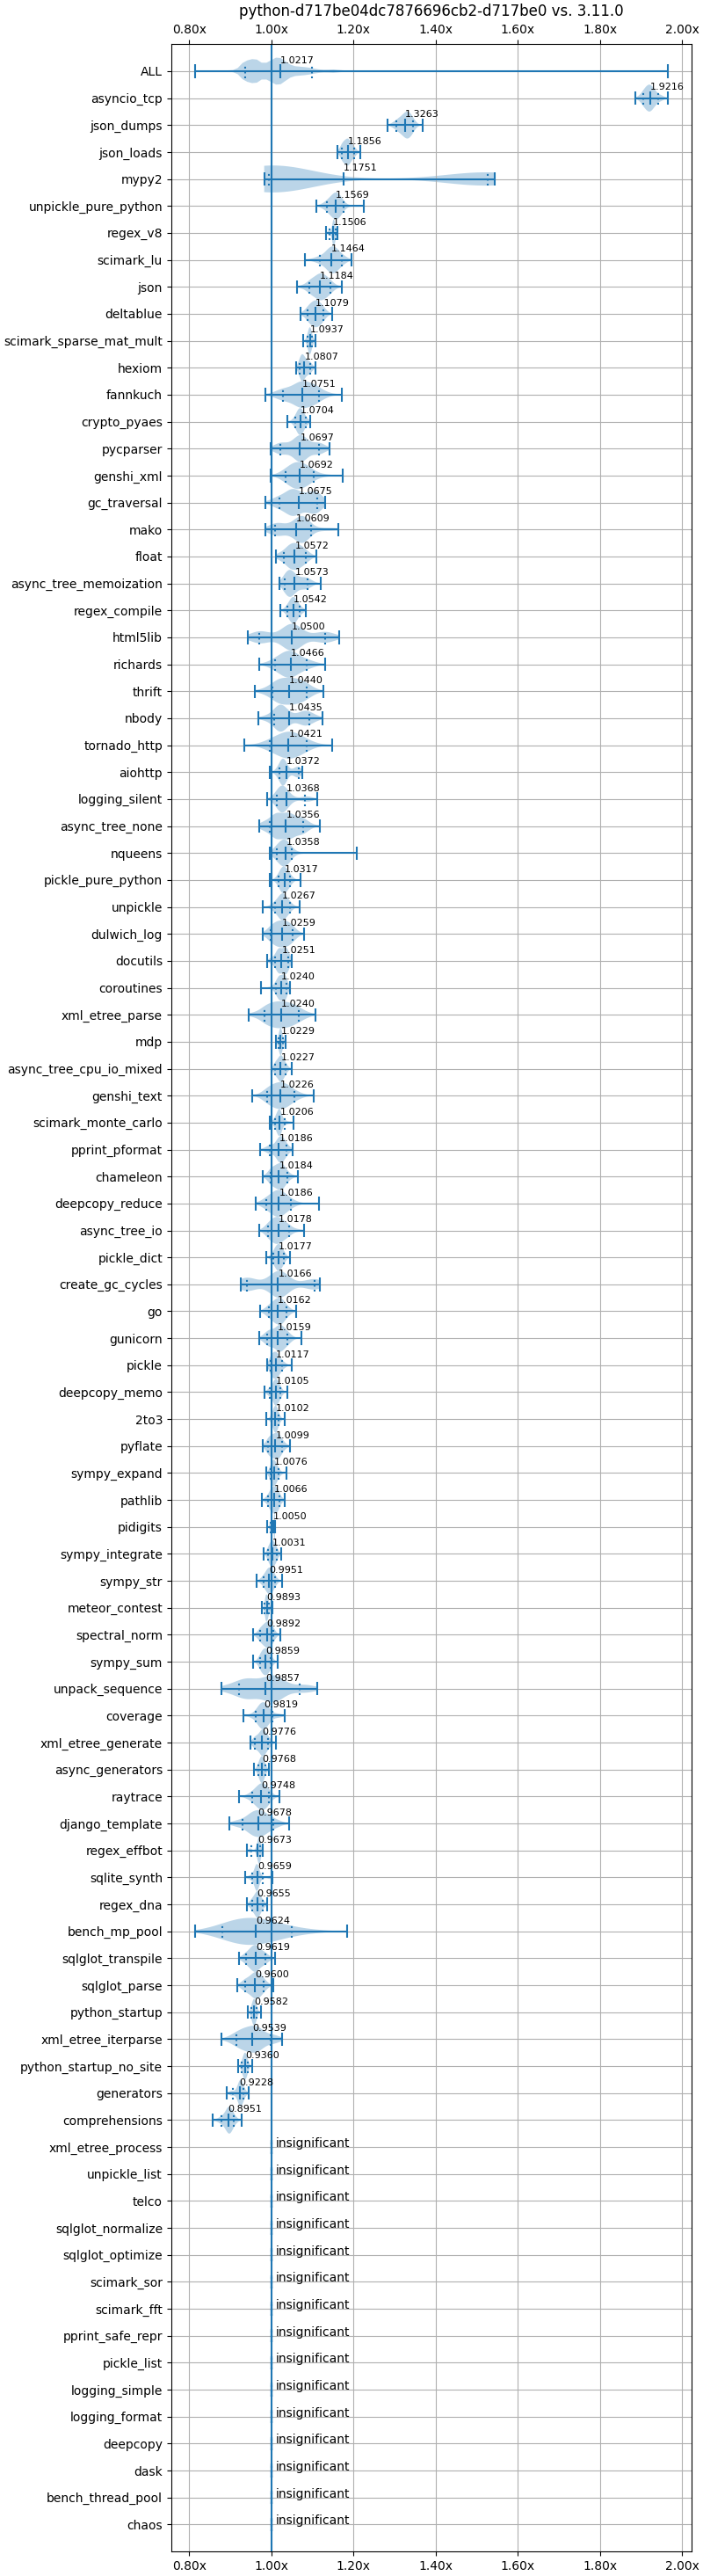 python-d717be04dc7876696cb2-d717be0 vs. 3.11.0
0.80x 1.00x 1.20x 1.40x 1.60x 1.80x 2.00x
ALL 1.0217
asyncio_tcp 1.9216
json_dumps 1.3263
json_loads 1.1856
mypy2 1.1751
unpickle_pure_python 1.1569
regex_v8 1.1506
scimark_lu 1.1464
json 1.1184
deltablue 1.1079
scimark_sparse_mat_mult 1.0937
hexiom 1.0807
fannkuch 1.0751
crypto_pyaes 1.0704
pycparser 1.0697
genshi_xml 1.0692
gc_traversal 1.0675
mako 1.0609
float 1.0572
async_tree_memoization 1.0573
regex_compile 1.0542
html5lib 1.0500
richards 1.0466
thrift 1.0440
nbody 1.0435
tornado_http 1.0421
aiohttp 1.0372
logging_silent 1.0368
async_tree_none 1.0356
nqueens 1.0358
pickle_pure_python 1.0317
unpickle 1.0267
dulwich_log 1.0259
docutils 1.0251
coroutines 1.0240
xml_etree_parse 1.0240
mdp 1.0229
async_tree_cpu_io_mixed 1.0227
genshi_text 1.0226
scimark_monte_carlo 1.0206
pprint_pformat 1.0186
chameleon 1.0184
deepcopy_reduce 1.0186
async_tree_io 1.0178
pickle_dict 1.0177
create_gc_cycles 1.0166
go 1.0162
gunicorn 1.0159
pickle 1.0117
deepcopy_memo 1.0105
2to3 1.0102
pyflate 1.0099
sympy_expand 1.0076
pathlib 1.0066
pidigits 1.0050
sympy_integrate 1.0031
sympy_str 0.9951
meteor_contest 0.9893
spectral_norm 0.9892
sympy_sum 0.9859
unpack_sequence 0.9857
coverage 0.9819
xml_etree_generate 0.9776
async_generators 0.9768
raytrace 0.9748
django_template 0.9678
regex_effbot 0.9673
sqlite_synth 0.9659
regex_dna 0.9655
bench_mp_pool 0.9624
sqlglot_transpile 0.9619
sqlglot_parse 0.9600
python_startup 0.9582
xml_etree_iterparse 0.9539
python_startup_no_site 0.9360
generators 0.9228
comprehensions 0.8951
xml_etree_process insignificant
unpickle_list insignificant
telco insignificant
sqlglot_normalize insignificant
sqlglot_optimize insignificant
scimark_sor insignificant
scimark_fft insignificant
pprint_safe_repr insignificant
pickle_list insignificant
logging_simple insignificant
logging_format insignificant
deepcopy insignificant
dask insignificant
bench_thread_pool insignificant
chaos insignificant
0.80x 1.00x 1.20x 1.40x 1.60x 1.80x 2.00x